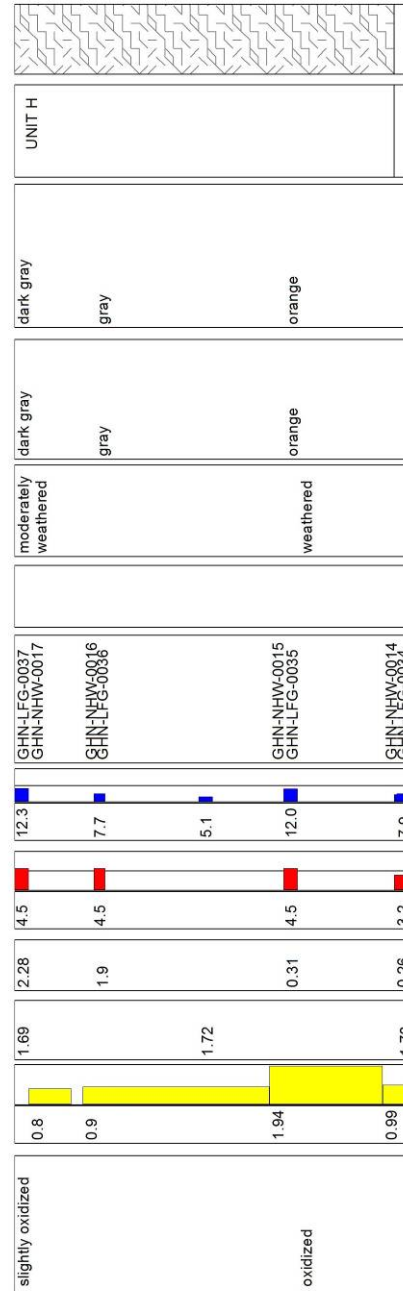 slightly oxidized
0.8
1.69
2.28
4.5
12.3
GHN-LFG-0037
GHN-NHW-0017
moderately
weathered
dark gray
dark gray
UNIT H
0.9
1.9
4.5
7.7
GHN-NHW-0016
GHN-LFG-0036
gray
gray
1.72
5.1
oxidized
1.94
0.31
4.5
12.0
GHN-NHW-0015
GHN-LFG-0035
weathered
orange
orange
0.99
GHN-NHW-0014